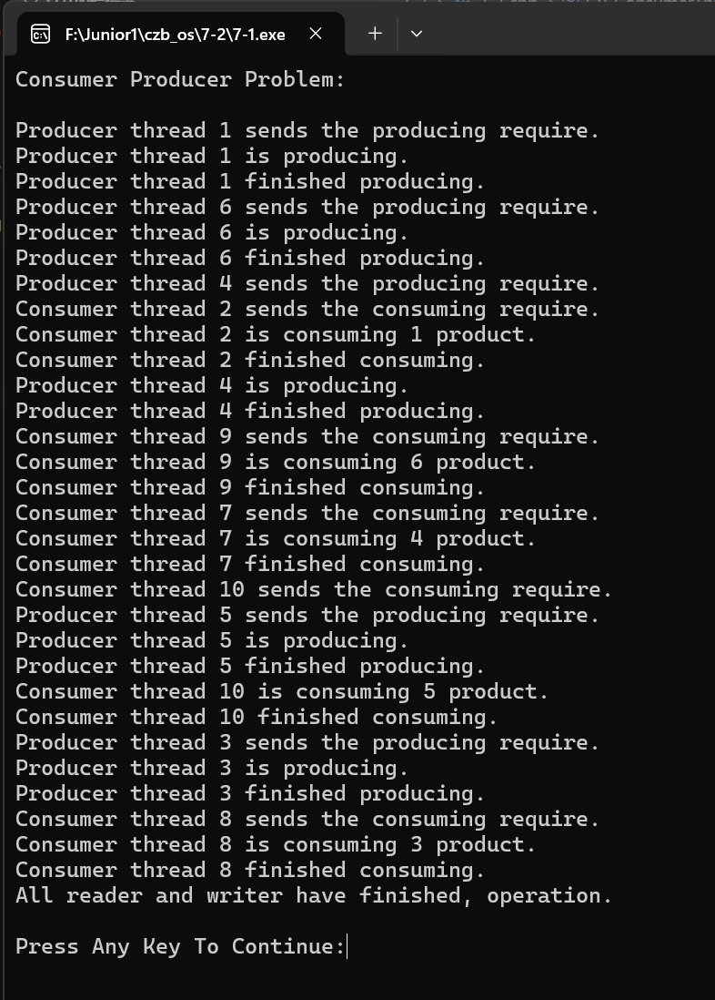 F:\Junior1\czb_os\7-2\7-1.exe
Consumer Producer Problem:
Producer thread 1 sends the producing require.
Producer thread 1 is producing.
Producer thread 1 finished producing.
Producer thread 6 sends the producing require.
Producer thread 6 is producing.
Producer thread 6 finished producing.
Producer thread 4 sends the producing require.
Consumer thread 2 sends the consuming require.
Consumer thread 2 is consuming 1 product.
Consumer thread 2 finished consuming.
Producer thread 4 is producing.
Producer thread 4 finished producing.
Consumer thread 9 sends the consuming require.
Consumer thread 9 is consuming 6 product.
Consumer thread 9 finished consuming.
Consumer thread 7 sends the consuming require.
Consumer thread 7 is consuming 4 product.
Consumer thread 7 finished consuming.
Consumer thread 10 sends the consuming require.
Producer thread 5 sends the producing require.
Producer thread 5 is producing.
Producer thread 5 finished producing.
Consumer thread 10 is consuming 5 product.
Consumer thread 10 finished consuming.
Producer thread 3 sends the producing require.
Producer thread 3 is producing.
Producer thread 3 finished producing.
Consumer thread 8 sends the consuming require.
Consumer thread 8 is consuming 3 product.
Consumer thread 8 finished consuming.
All reader and writer have finished, operation.
Press Any Key To Continue: